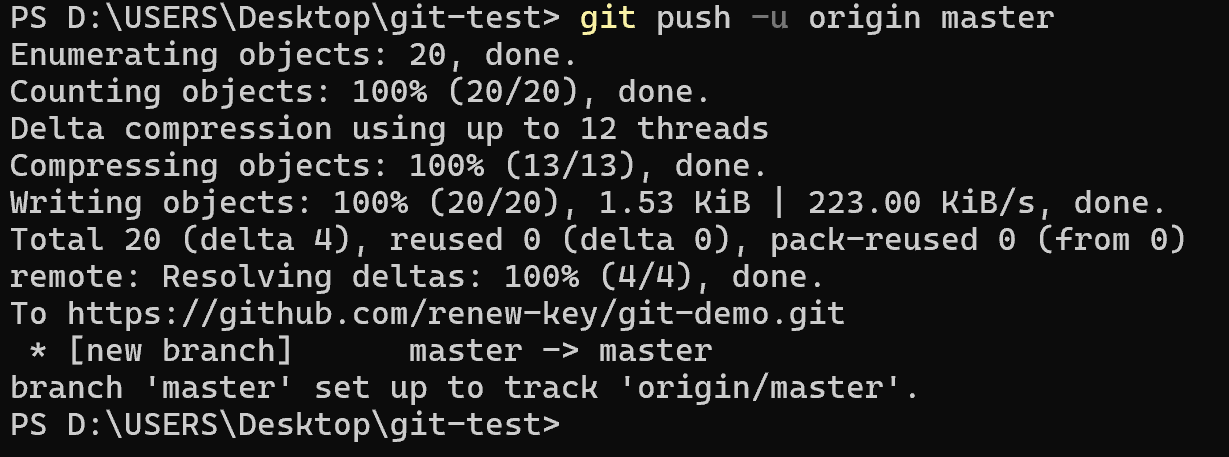 PS D:\USERS\Desktop\git-test> git push -u origin master
Enumerating objects: 20, done.
Counting objects: 100% (20/20), done.
Delta compression using up to 12 threads
Compressing objects: 100% (13/13), done.
Writing objects: 100% (20/20), 1.53 KiB | 223.00 KiB/s, done.
Total 20 (delta 4), reused 0 (delta 0), pack-reused 0 (from 0)
remote: Resolving deltas: 100% (4/4), done.
To https://github.com/renew-key/git-demo.git
 * [new branch]      master -> master
branch 'master' set up to track 'origin/master'.
PS D:\USERS\Desktop\git-test>